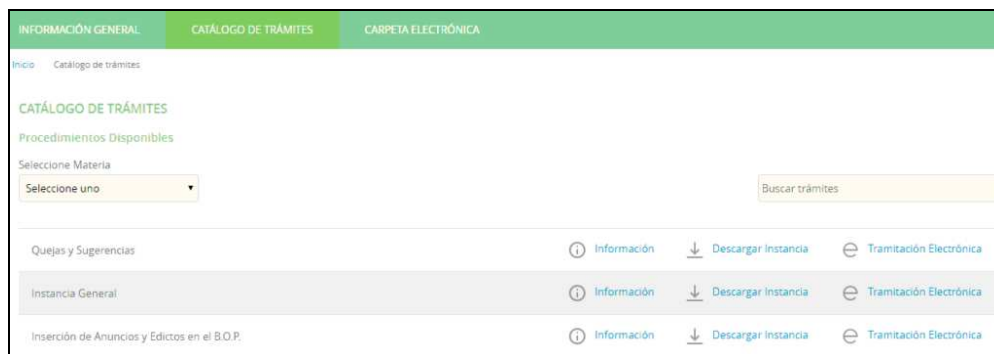 INFORMACIÓN GENERAL CATÁLOGO DE TRÁMITES CARPETA ELECTRÓNICA
Inicio Catálogo de trámites
CATÁLOGO DE TRÁMITES
Procedimientos Disponibles
Seleccione Materia
Seleccione uno Buscar trámites
Quejas y Sugerencias Información Descargar Instancia Tramitación Electrónica
Instancia General Información Descargar Instancia Tramitación Electrónica
Inserción de Anuncios y Edictos en el B.O.P. Información Descargar Instancia Tramitación Electrónica